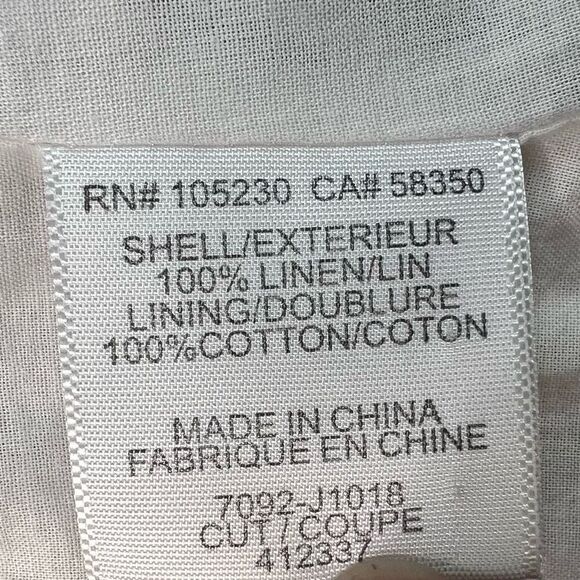 RN# 105230 CA# 58350
SHELL/EXTERIEUR
100% LINEN/LIN
LINING/DOUBLURE
100%COTTON/COTON
MADE IN CHINA
FABRIQUE EN CHINE
7092-J1018
CUT / COUPE
412337